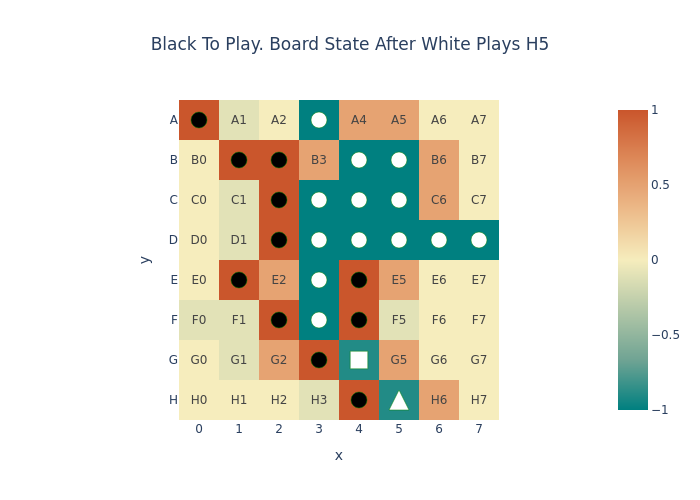 Black To Play. Board State After White Plays H5
A A1 A2 A4 A5 A6 A7
B B0 B3 B6 B7
C C0 C1 C6 C7
D D0 D1
E E0 E2 E5 E6 E7
F F0 F1 F5 F6 F7
G G0 G1 G2 G5 G6 G7
H H0 H1 H2 H3 H6 H7
0 1 2 3 4 5 6 7
x
y
1
0.5
0
−0.5
−1